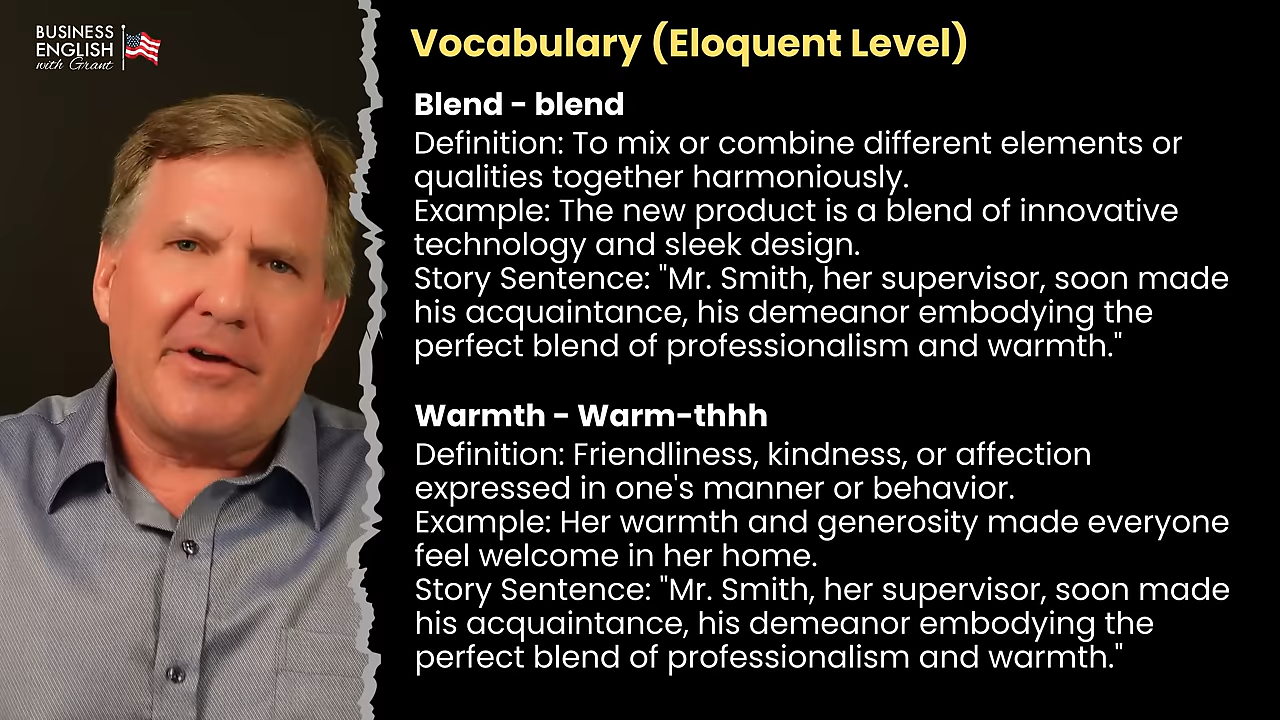 BUSINESS
ENGLISH
with Grant
Vocabulary (Eloquent Level)
Blend - blend
Definition: To mix or combine different elements or
qualities together harmoniously.
Example: The new product is a blend of innovative
technology and sleek design.
Story Sentence: "Mr. Smith, her supervisor, soon made
his acquaintance, his demeanor embodying the
perfect blend of professionalism and warmth."
Warmth - Warm-thhh
Definition: Friendliness, kindness, or affection
expressed in one's manner or behavior.
Example: Her warmth and generosity made everyone
feel welcome in her home.
Story Sentence: "Mr. Smith, her supervisor, soon made
his acquaintance, his demeanor embodying the
perfect blend of professionalism and warmth."